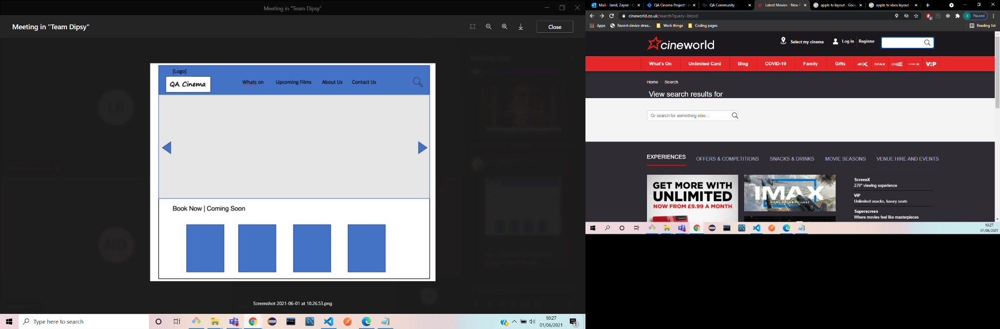 Meeting in "Team Dipsy"
Meeting in "Team Dipsy"
Close
[Logo]
QA Cinema
Whats on
Upcoming Films
About Us
Contact Us
Book Now | Coming Soon
Screenshot 2021-06-01 at 10.26.53.png
Type here to search
10:27
01/06/2021
1
Mail - Jamil, Zayne -
QA Cinema Project -
QA Community
Latest Movies - New
apple tv layout - Goo
apple tv xbox layout
cineworld.co.uk/search?query=blood
2
Z Paused
Apps
Recent device strea...
Work things
Coding pages
Reading list
cineworld
Select my cinema
Log in
Register
What's On
Unlimited Card
Blog
COVID-19
Family
Gifts
4DX
IMAX
SCREENX
ViP
Home
Search
View search results for
Or search for something else...
EXPERIENCES
OFFERS & COMPETITIONS
SNACKS & DRINKS
MOVIE SEASONS
VENUE HIRE AND EVENTS
GET MORE WITH
UNLIMITED
NOW FROM £9.99 A MONTH
IMAX
FILMS TO THE FULLEST
ScreenX
270° viewing experience
ViP
Unlimited snacks, luxury seats
Superscreen
Where movies feel like masterpieces
10:27
01/06/2021